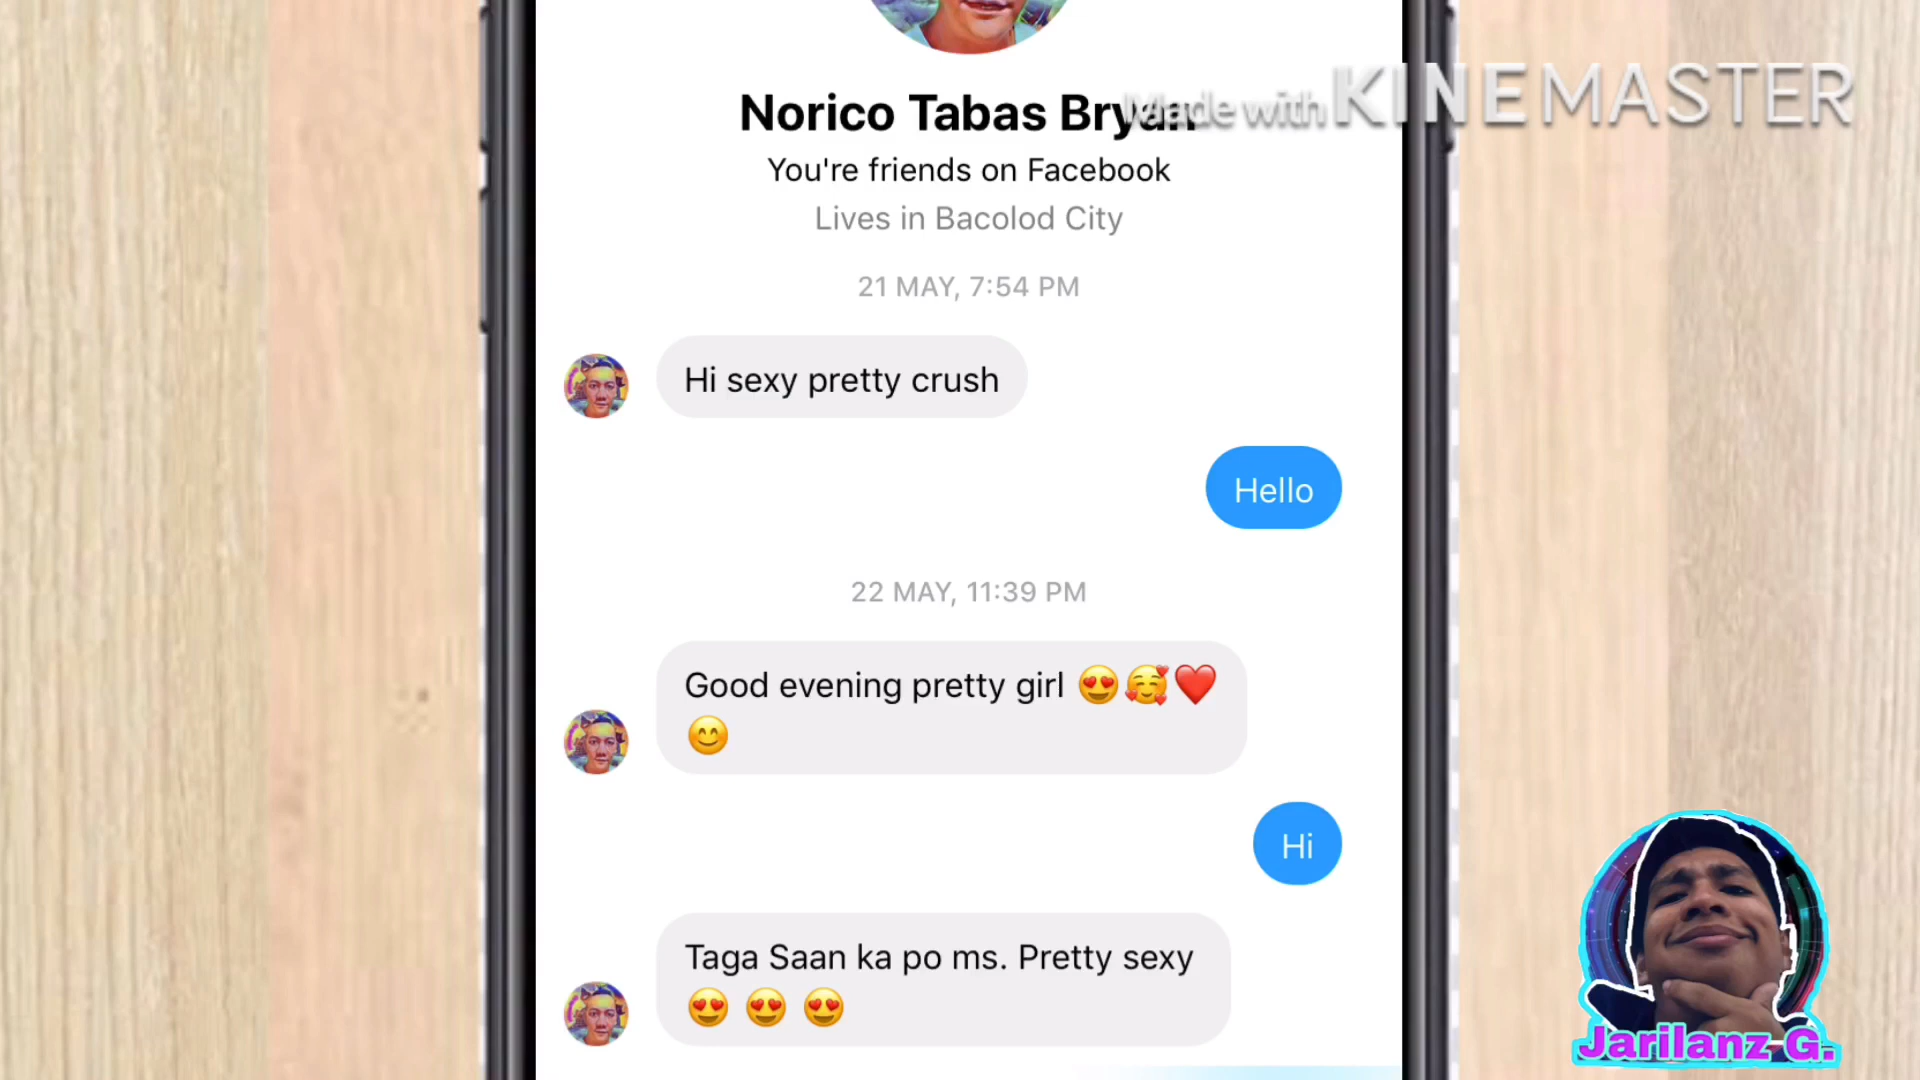 Made with KINEMASTER
Norico Tabas Bryan
You're friends on Facebook
Lives in Bacolod City
21 MAY, 7:54 PM
Hi sexy pretty crush
Hello
22 MAY, 11:39 PM
Good evening pretty girl 😍🥰❤️
😊
Hi
Taga Saan ka po ms. Pretty sexy
😍 😍 😍
Jarilanz G.